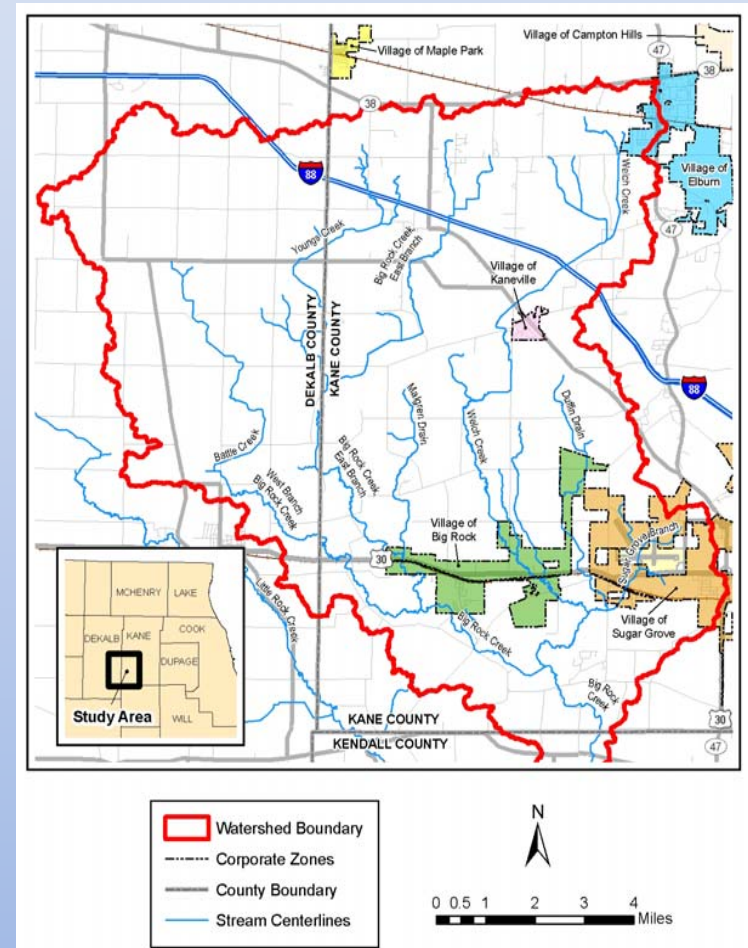 Village of Campton Hills
47
Village of Maple Park
38
38
Village of
Elburn
88
Welch Creek
47
Youngs Creek
Big Rock Creek,
East Branch
Village of
Kaneville
DEKALB COUNTY
KANE COUNTY
88
Malgren Drain
Welch Creek
Duffin Drain
Battle Creek
Big Rock Creek,
East Branch
West Branch
Big Rock Creek
Village of
Big Rock
Sugar Grove Branch
30
Little Rock Creek
Village of
Sugar Grove
Big Rock Creek
Big Rock
Creek
30
47
KANE COUNTY
KENDALL COUNTY
MCHENRY
LAKE
DEKALB
KANE
COOK
DUPAGE
WILL
Study Area
Watershed Boundary
Corporate Zones
County Boundary
Stream Centerlines
N
0 0.5 1 2 3 4
Miles